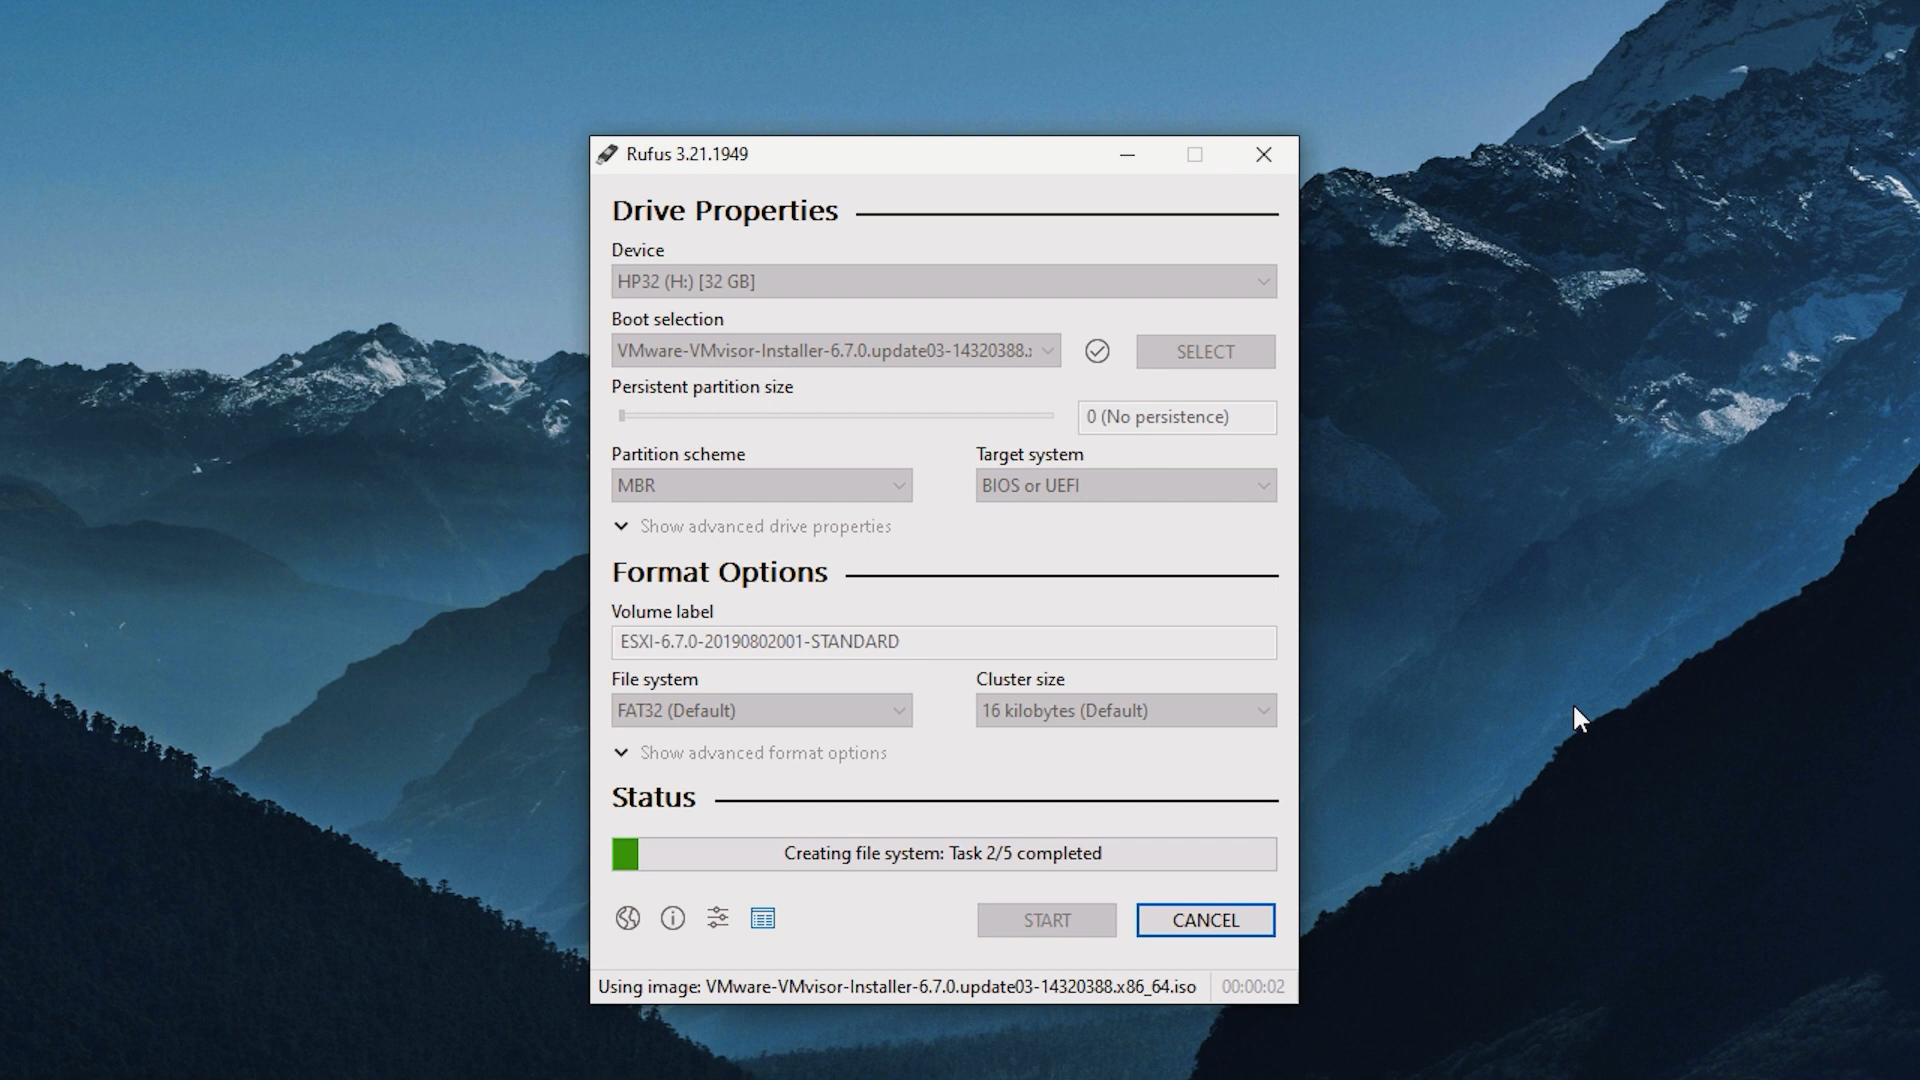 Rufus 3.21.1949
Drive Properties
Device
HP32 (H:) [32 GB]
Boot selection
VMware-VMvisor-Installer-6.7.0.update03-14320388.:
SELECT
Persistent partition size
0 (No persistence)
Partition scheme
Target system
MBR
BIOS or UEFI
Show advanced drive properties
Format Options
Volume label
ESXI-6.7.0-20190802001-STANDARD
File system
Cluster size
FAT32 (Default)
16 kilobytes (Default)
Show advanced format options
Status
Creating file system: Task 2/5 completed
START
CANCEL
Using image: VMware-VMvisor-Installer-6.7.0.update03-14320388.x86_64.iso
00:00:02